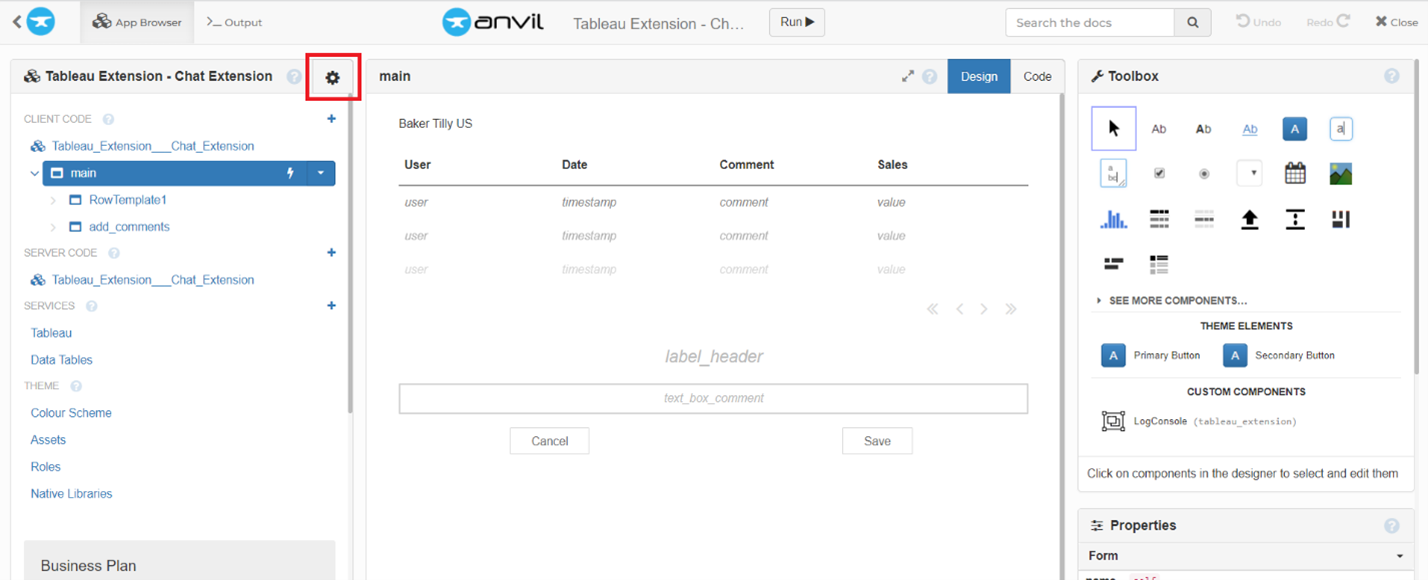 App Browser
>_ Output
anvil
Tableau Extension - Ch...
Run
Search the docs
Undo
Redo
Close
Tableau Extension - Chat Extension
CLIENT CODE
Tableau_Extension___Chat_Extension
main
RowTemplate1
add_comments
SERVER CODE
Tableau_Extension___Chat_Extension
SERVICES
Tableau
Data Tables
THEME
Colour Scheme
Assets
Roles
Native Libraries
Business Plan
main
Design
Code
Baker Tilly US
User Date Comment Sales
user timestamp comment value
user timestamp comment value
user timestamp comment value
label_header
text_box_comment
Cancel
Save
Toolbox
Ab Ab Ab A a
a
bc
SEE MORE COMPONENTS...
THEME ELEMENTS
A Primary Button A Secondary Button
CUSTOM COMPONENTS
LogConsole (tableau_extension)
Click on components in the designer to select and edit them
Properties
Form
name self